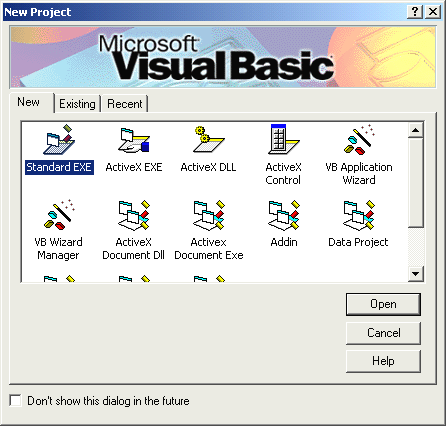 New Project
Microsoft
Visual Basic
New Existing Recent
Standard EXE ActiveX EXE ActiveX DLL ActiveX Control VB Application Wizard
VB Wizard Manager ActiveX Document Dll Activex Document Exe Addin Data Project
Open
Cancel
Help
Don't show this dialog in the future